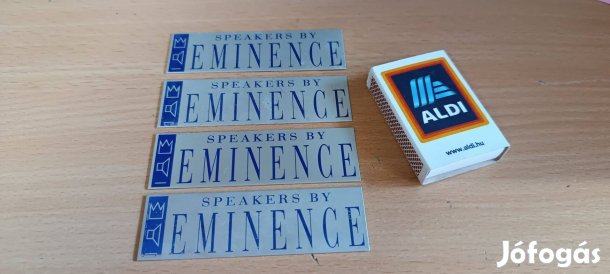 SPEAKERS BY
EMINENCE
SPEAKERS BY
EMINENCE
SPEAKERS BY
EMINENCE
SPEAKERS BY
EMINENCE
ALDI
www.aldi.hu
Jófogás